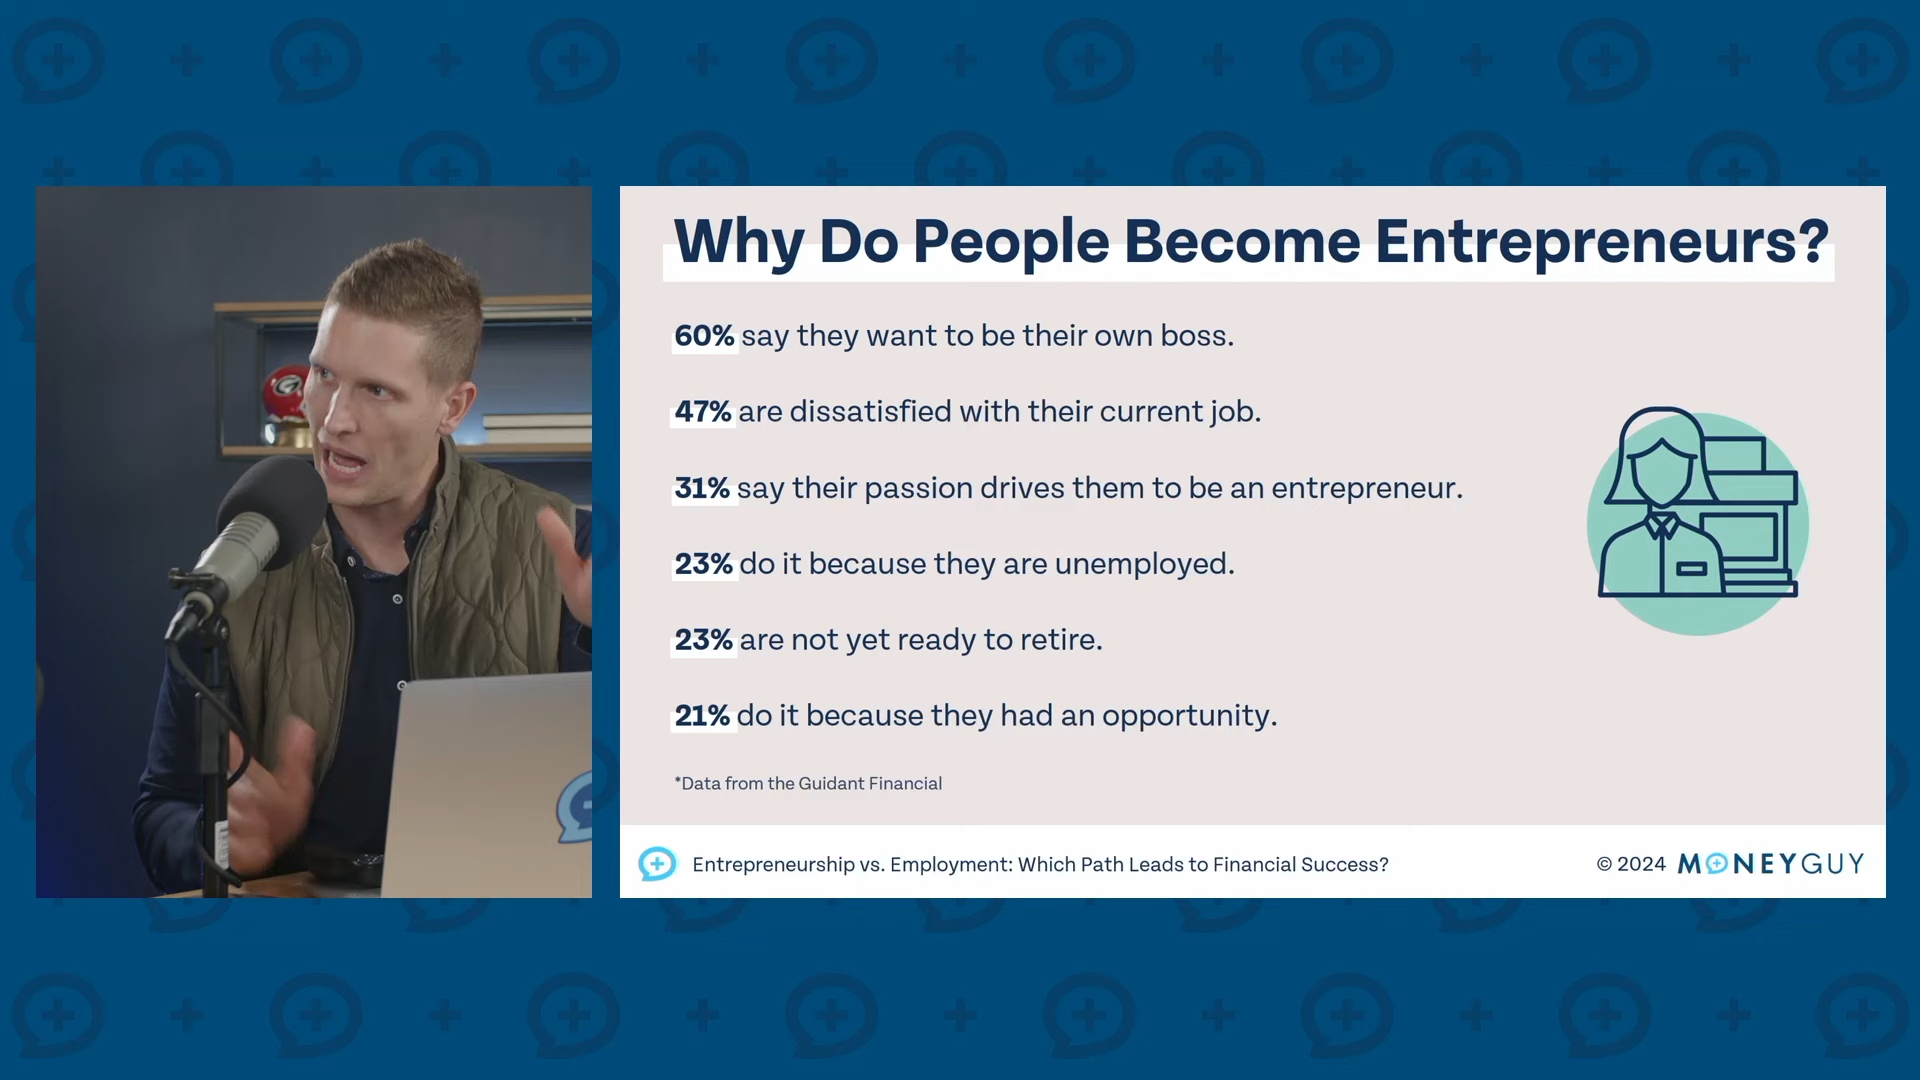 Why Do People Become Entrepreneurs?
60% say they want to be their own boss.
47% are dissatisfied with their current job.
31% say their passion drives them to be an entrepreneur.
23% do it because they are unemployed.
23% are not yet ready to retire.
21% do it because they had an opportunity.
*Data from the Guidant Financial
Entrepreneurship vs. Employment: Which Path Leads to Financial Success?
© 2024 MONEYGUY